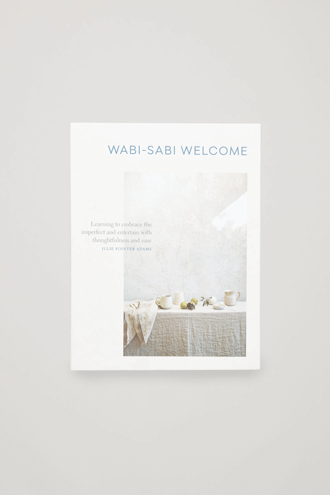 WABI-SABI WELCOME
Learning to embrace the
imperfect and entertain with
thoughtfulness and ease
JULIE POINTER ADAMS